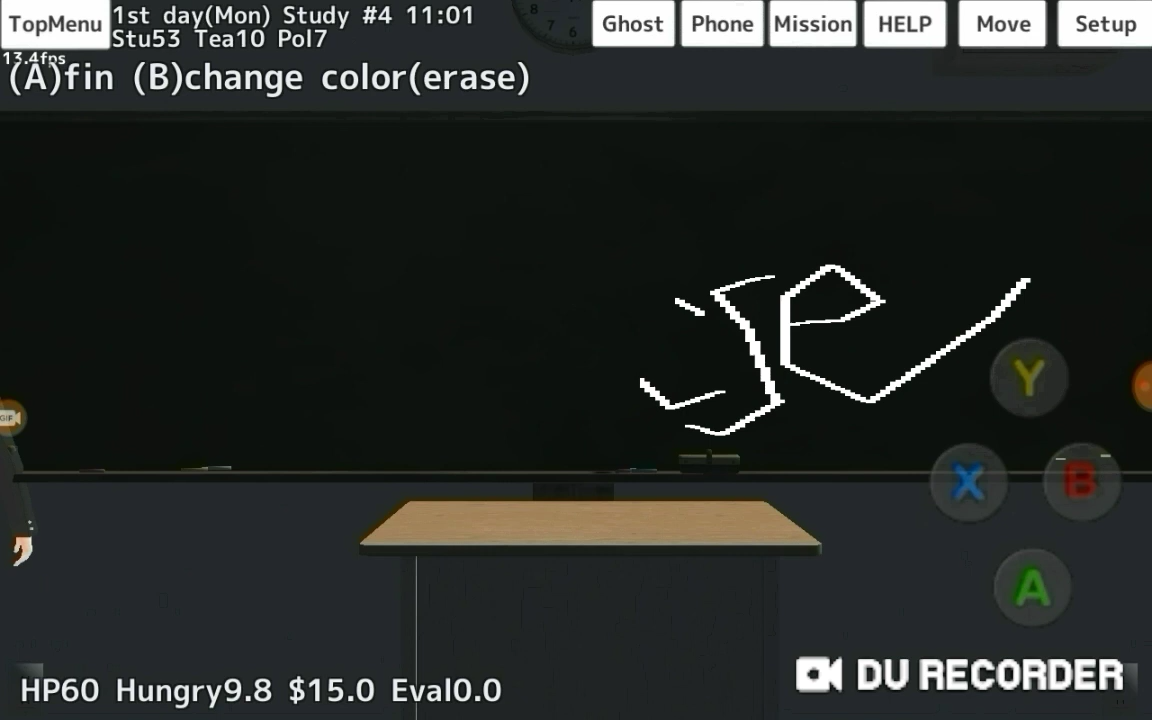 TopMenu 1st day(Mon) Study #4 11:01 Ghost Phone Mission HELP Move Setup
Stu53 Tea10 Pol7
13.4fps
(A)fin (B)change color(erase)
GIF
Y
X B
A
HP60 Hungry9.8 $15.0 Eval0.0
DU RECORDER